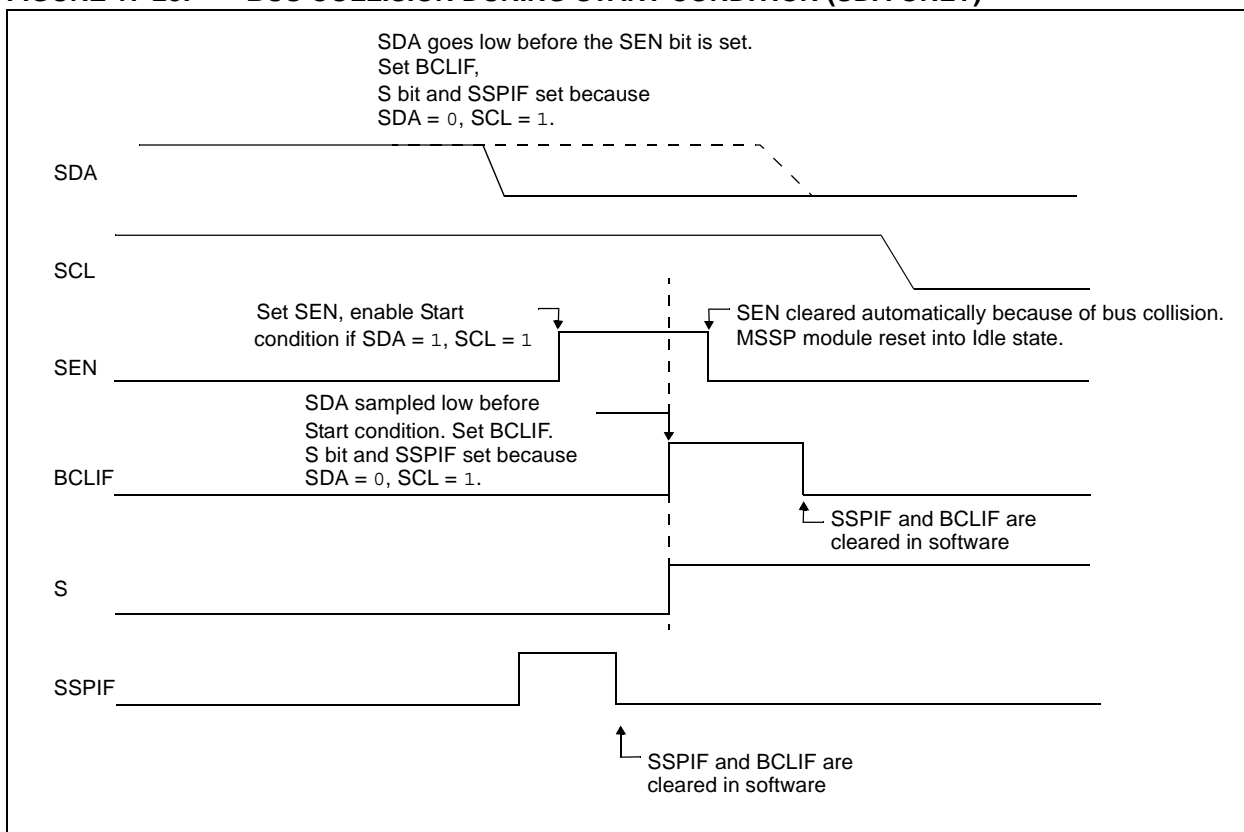 SDA goes low before the SEN bit is set.
Set BCLIF,
S bit and SSPIF set because
SDA = 0, SCL = 1.
SDA
SCL
Set SEN, enable Start
condition if SDA = 1, SCL = 1
SEN cleared automatically because of bus collision.
MSSP module reset into Idle state.
SEN
SDA sampled low before
Start condition. Set BCLIF.
S bit and SSPIF set because
SDA = 0, SCL = 1.
BCLIF
SSPIF and BCLIF are
cleared in software
S
SSPIF
SSPIF and BCLIF are
cleared in software